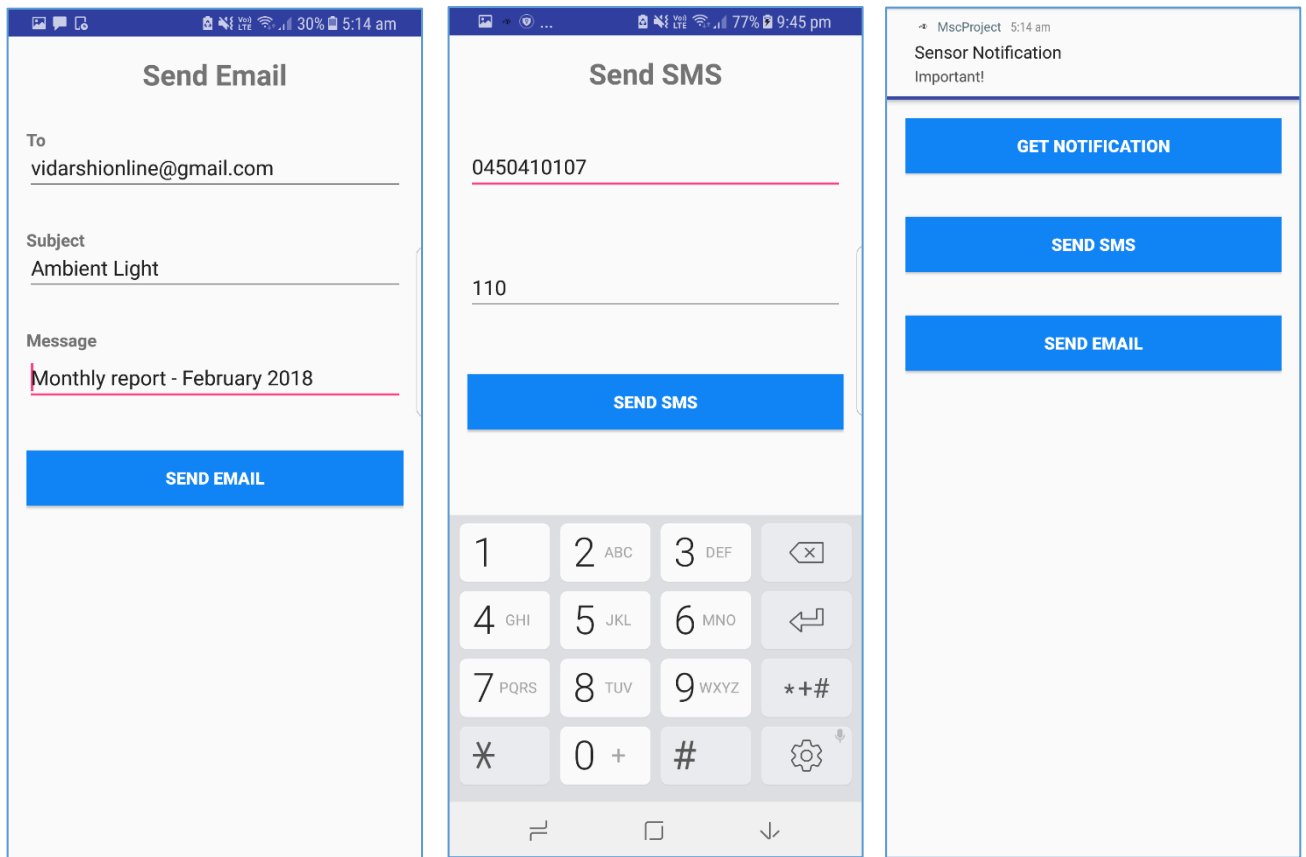 30% 5:14 am
Send Email
To
vidarshionline@gmail.com
Subject
Ambient Light
Message
Monthly report - February 2018
SEND EMAIL
... Vo)) LTE 77% 9:45 pm
Send SMS
0450410107
110
SEND SMS
1
2 ABC
3 DEF
4 GHI
5 JKL
6 MNO
7 PQRS
8 TUV
9 WXYZ
*+#
*
0 +
#
MscProject 5:14 am
Sensor Notification
Important!
GET NOTIFICATION
SEND SMS
SEND EMAIL